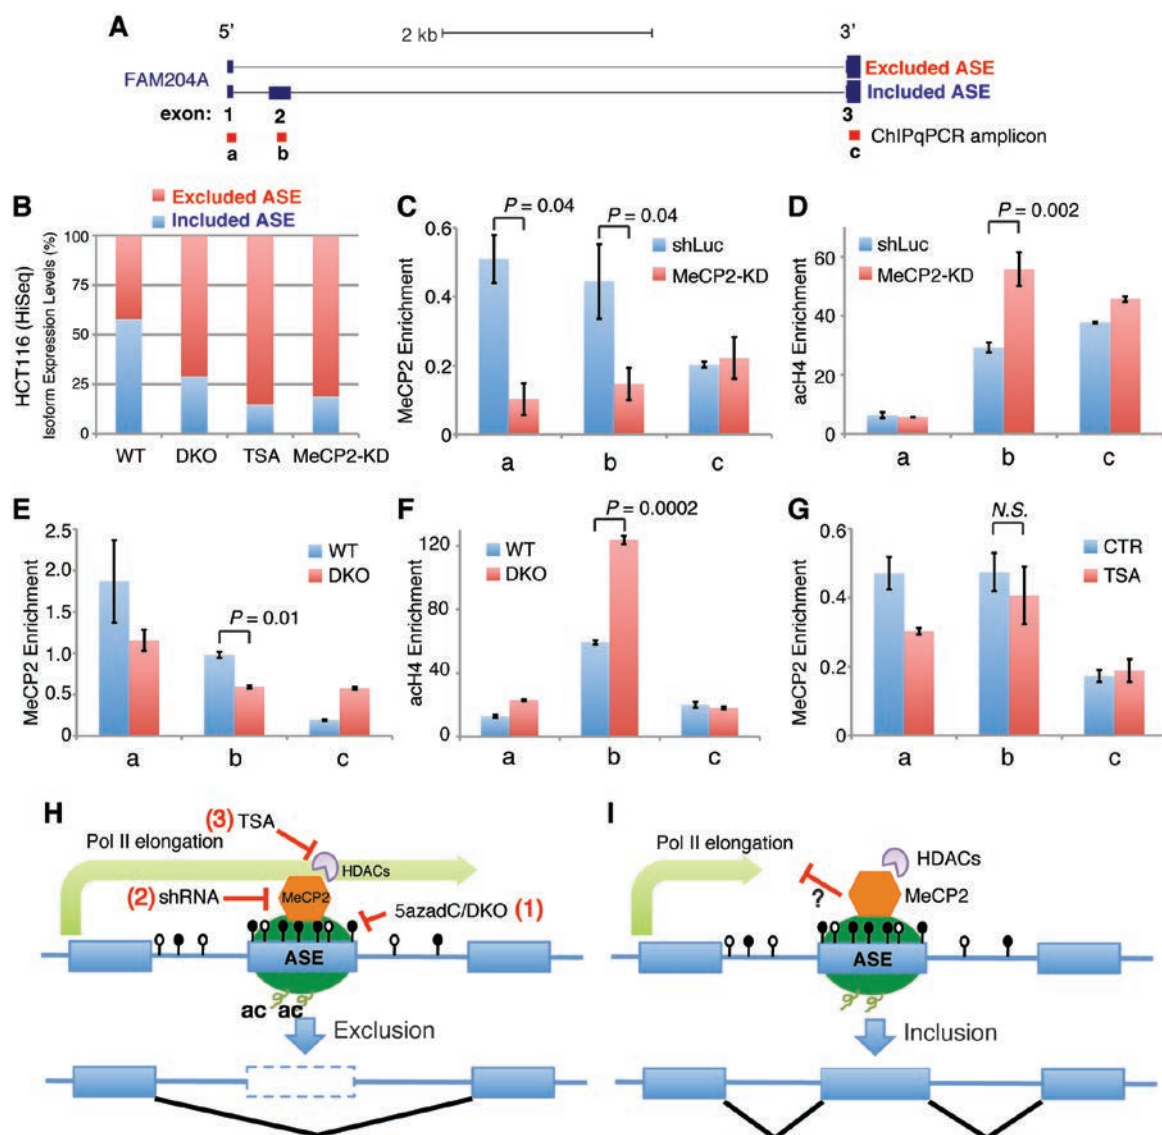 A
5’
2 kb
3’
FAM204A
Excluded ASE
Included ASE
exon: 1 2 3
a b c
ChIPqPCR amplicon
B
Excluded ASE
Included ASE
HCT116 (HiSeq)
Isoform Expression Levels (%)
100
75
50
25
0
WT DKO TSA MeCP2-KD
C
P = 0.04
P = 0.04
shLuc
MeCP2-KD
MeCP2 Enrichment
0.6
0.4
0.2
0
a b c
D
P = 0.002
shLuc
MeCP2-KD
acH4 Enrichment
60
40
20
0
a b c
E
WT
DKO
P = 0.01
MeCP2 Enrichment
2.5
2.0
1.5
1.0
0.5
0
a b c
F
P = 0.0002
WT
DKO
acH4 Enrichment
120
80
40
0
a b c
G
N.S.
CTR
TSA
MeCP2 Enrichment
0.6
0.4
0.2
0
a b c
H
(3) TSA
Pol II elongation
HDACs
(2) shRNA
MeCP2
5azadC/DKO (1)
ASE
ac ac
Exclusion
I
Pol II elongation
HDACs
MeCP2
?
ASE
Inclusion